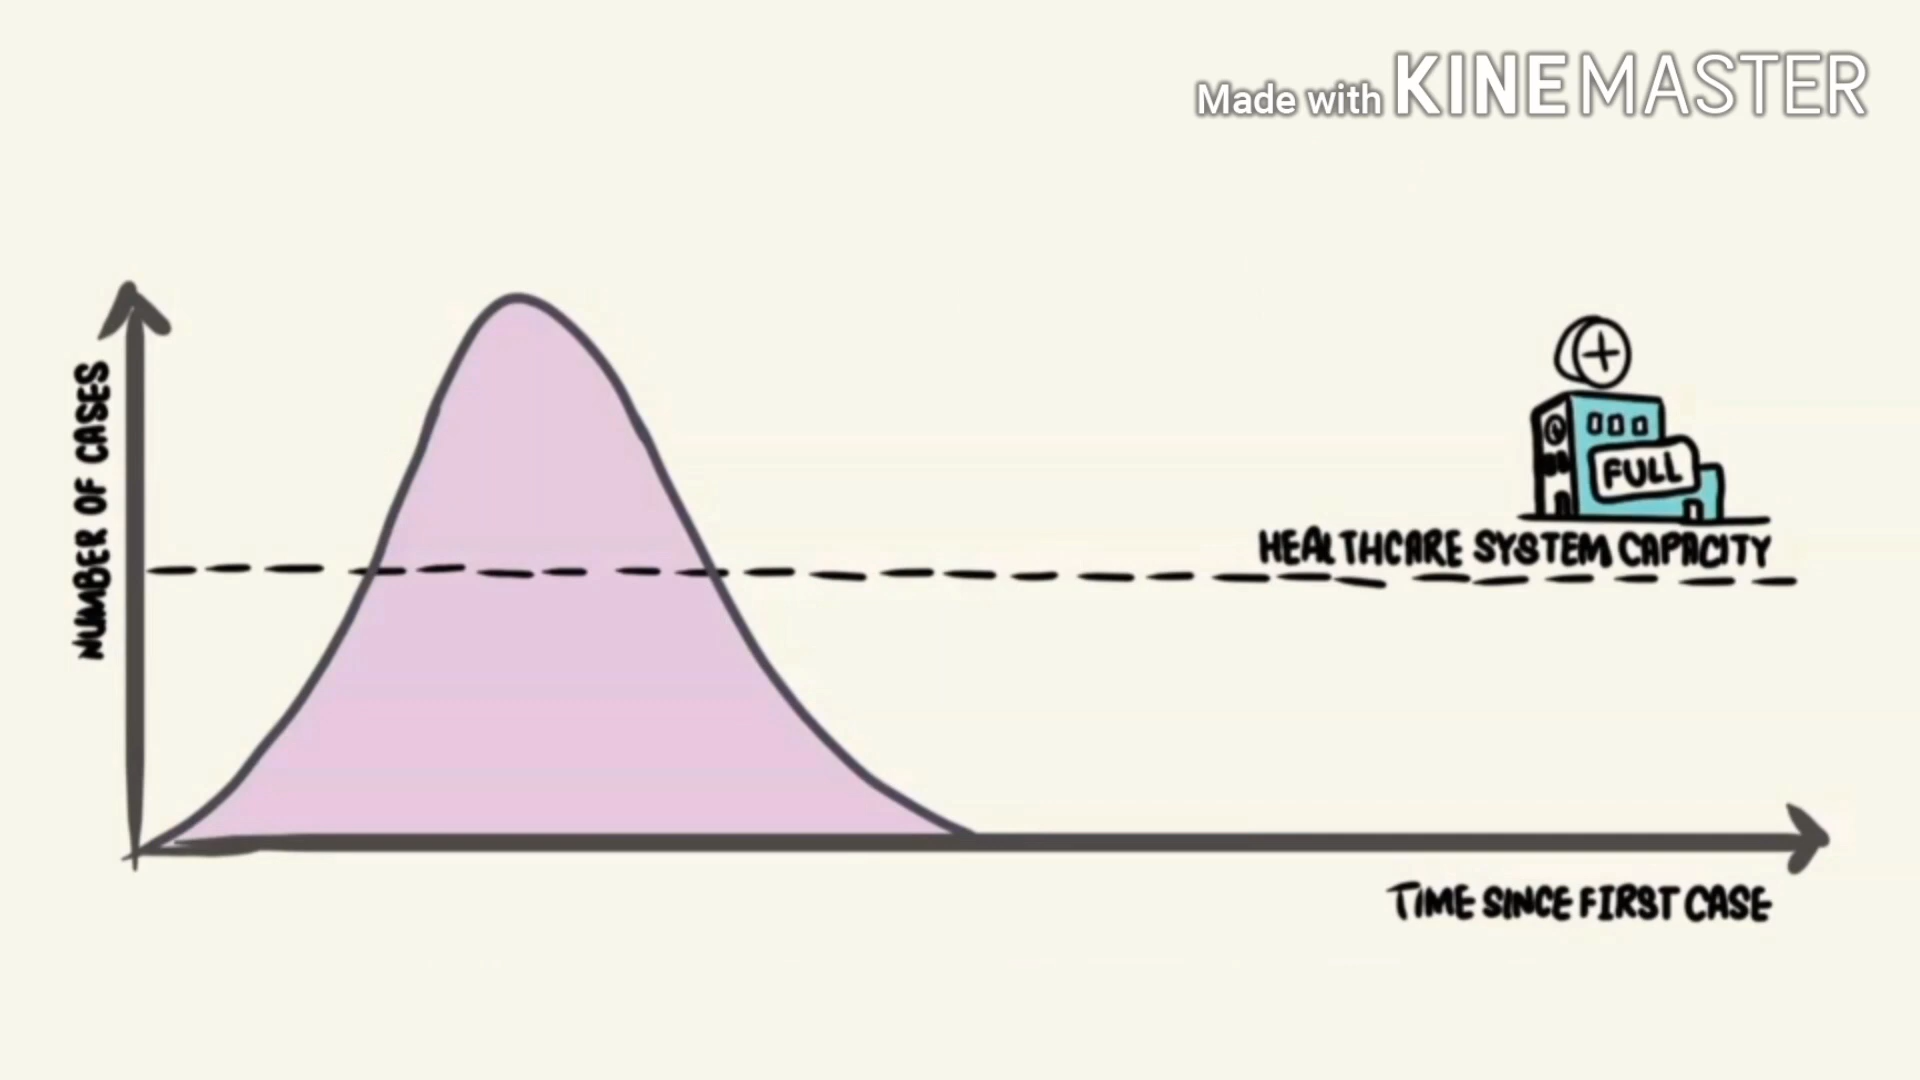 Made with KINEMASTER
NUMBER OF CASES
FULL
HEALTHCARE SYSTEM CAPACITY
TIME SINCE FIRST CASE